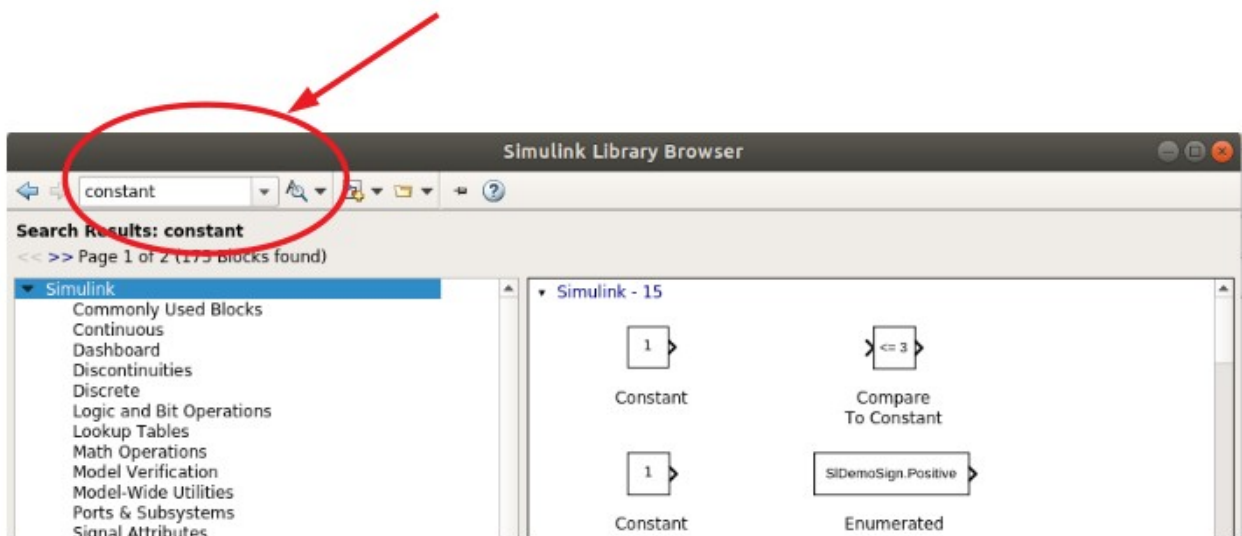 Simulink Library Browser
constant
Search Results: constant
<< >> Page 1 of 2 (175 Blocks found)
Simulink
Commonly Used Blocks
Continuous
Dashboard
Discontinuities
Discrete
Logic and Bit Operations
Lookup Tables
Math Operations
Model Verification
Model-Wide Utilities
Ports & Subsystems
Signal Attributes
Simulink - 15
1
<= 3
Constant
Compare
To Constant
1
SlDemoSign.Positive
Constant
Enumerated